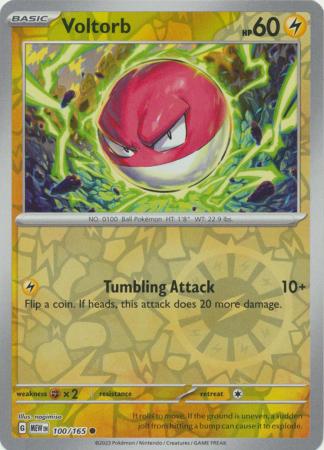 BASIC Voltorb HP60
NO. 0100 Ball Pokémon HT: 1'8" WT: 22.9 lbs.
Tumbling Attack 10+
Flip a coin. If heads, this attack does 20 more damage.
weakness ×2 resistance retreat
Illus. nagimiso
G MEW EN 100/165
It rolls to move. If the ground is uneven, a sudden
jolt from hitting a bump can cause it to explode.
©2023 Pokémon / Nintendo / Creatures / GAME FREAK